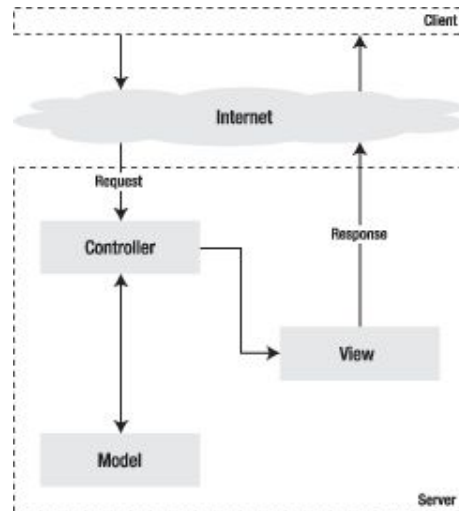 Client
Internet
Request
Controller
Response
View
Model
Server